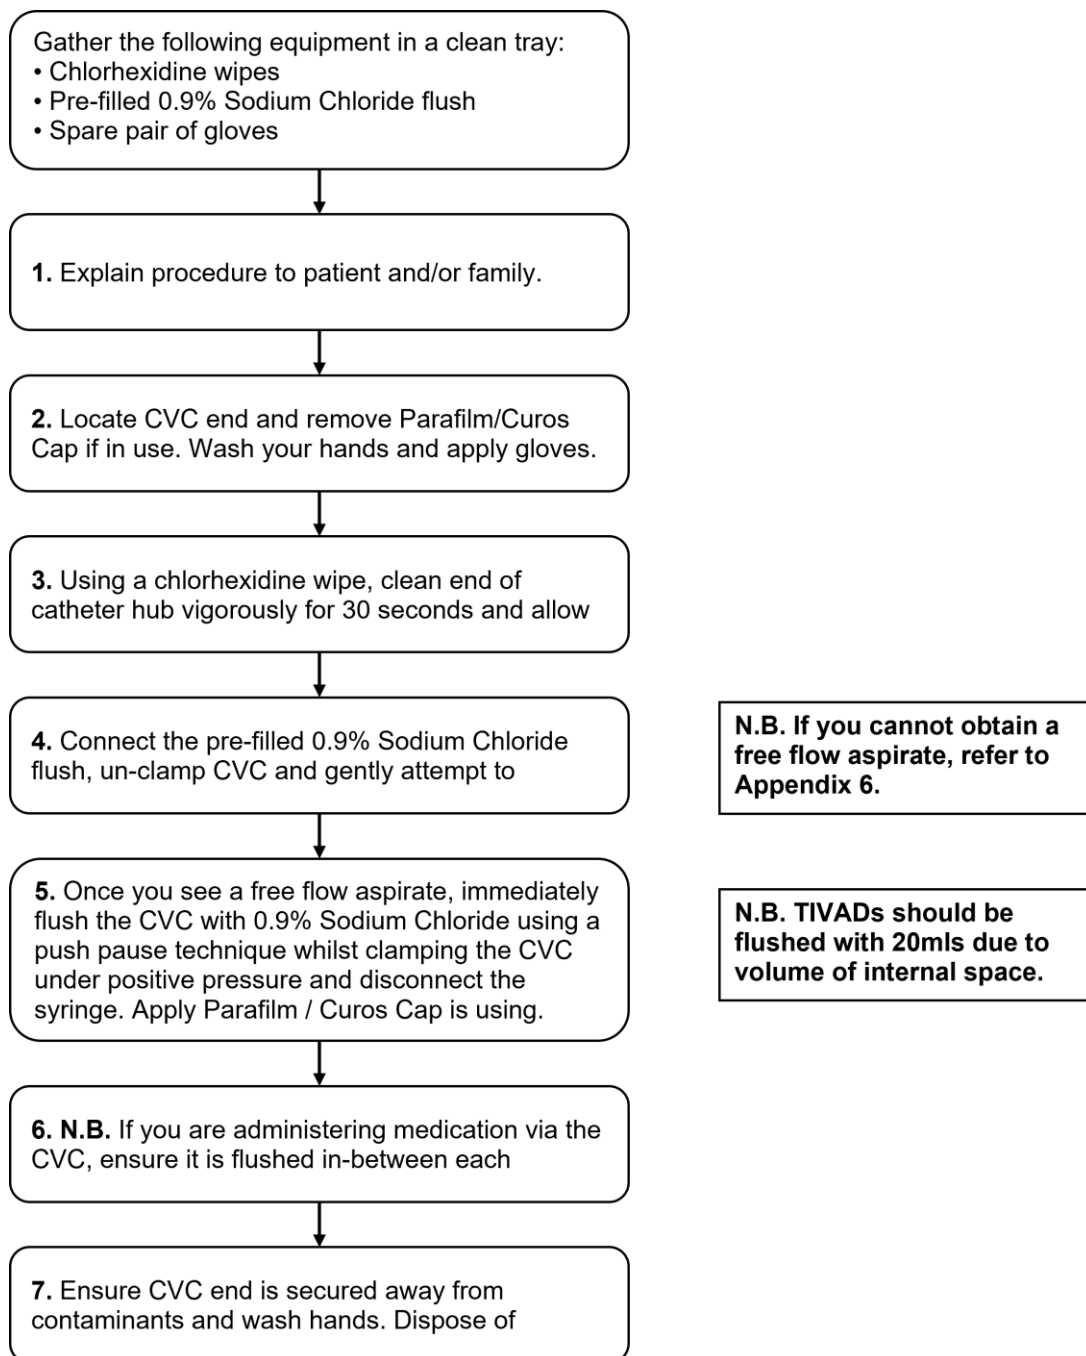 Gather the following equipment in a clean tray:
• Chlorhexidine wipes
• Pre-filled 0.9% Sodium Chloride flush
• Spare pair of gloves
1. Explain procedure to patient and/or family.
2. Locate CVC end and remove Parafilm/Curos
Cap if in use. Wash your hands and apply gloves.
3. Using a chlorhexidine wipe, clean end of
catheter hub vigorously for 30 seconds and allow
4. Connect the pre-filled 0.9% Sodium Chloride
flush, un-clamp CVC and gently attempt to
N.B. If you cannot obtain a
free flow aspirate, refer to
Appendix 6.
5. Once you see a free flow aspirate, immediately
flush the CVC with 0.9% Sodium Chloride using a
push pause technique whilst clamping the CVC
under positive pressure and disconnect the
syringe. Apply Parafilm / Curos Cap is using.
N.B. TIVADs should be
flushed with 20mls due to
volume of internal space.
6. N.B. If you are administering medication via the
CVC, ensure it is flushed in-between each
7. Ensure CVC end is secured away from
contaminants and wash hands. Dispose of